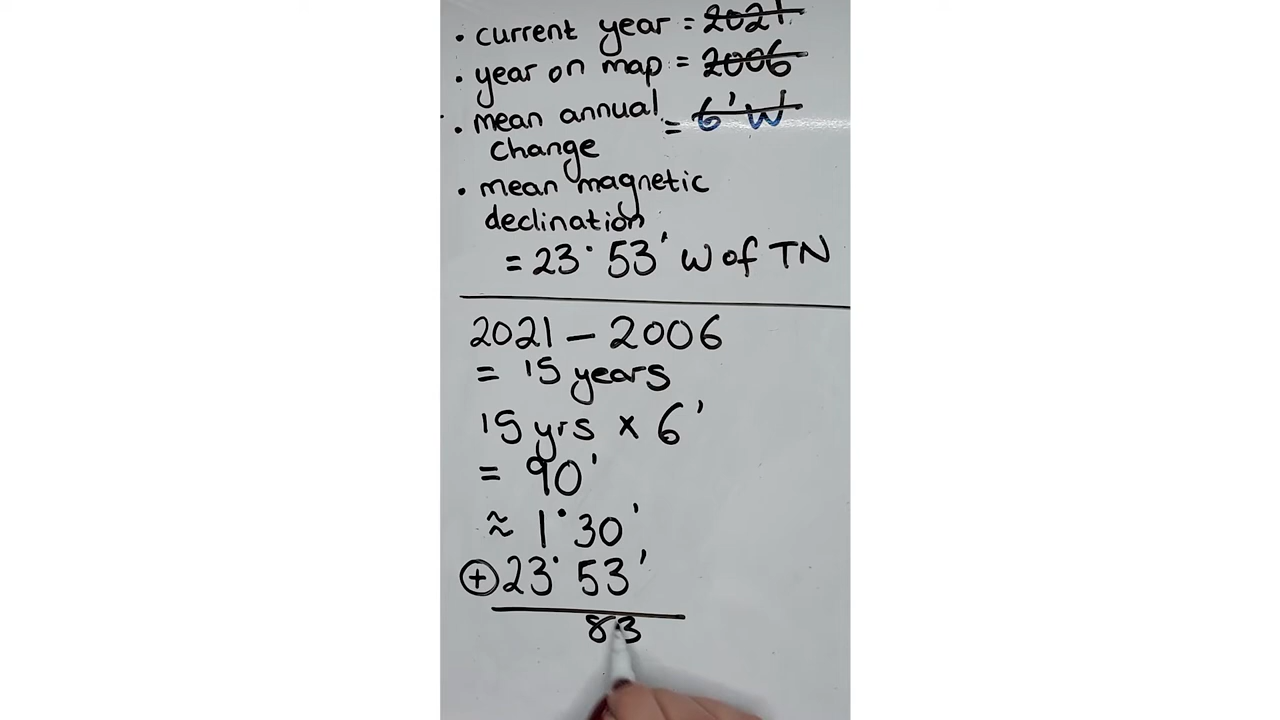 • current year = 2021
• year on map = 2006
• mean annual
change = 6' W
• mean magnetic
declination
= 23° 53' W of TN
2021 – 2006
= 15 years
15 yrs × 6'
= 90'
≈ 1° 30'
+ 23° 53'
83